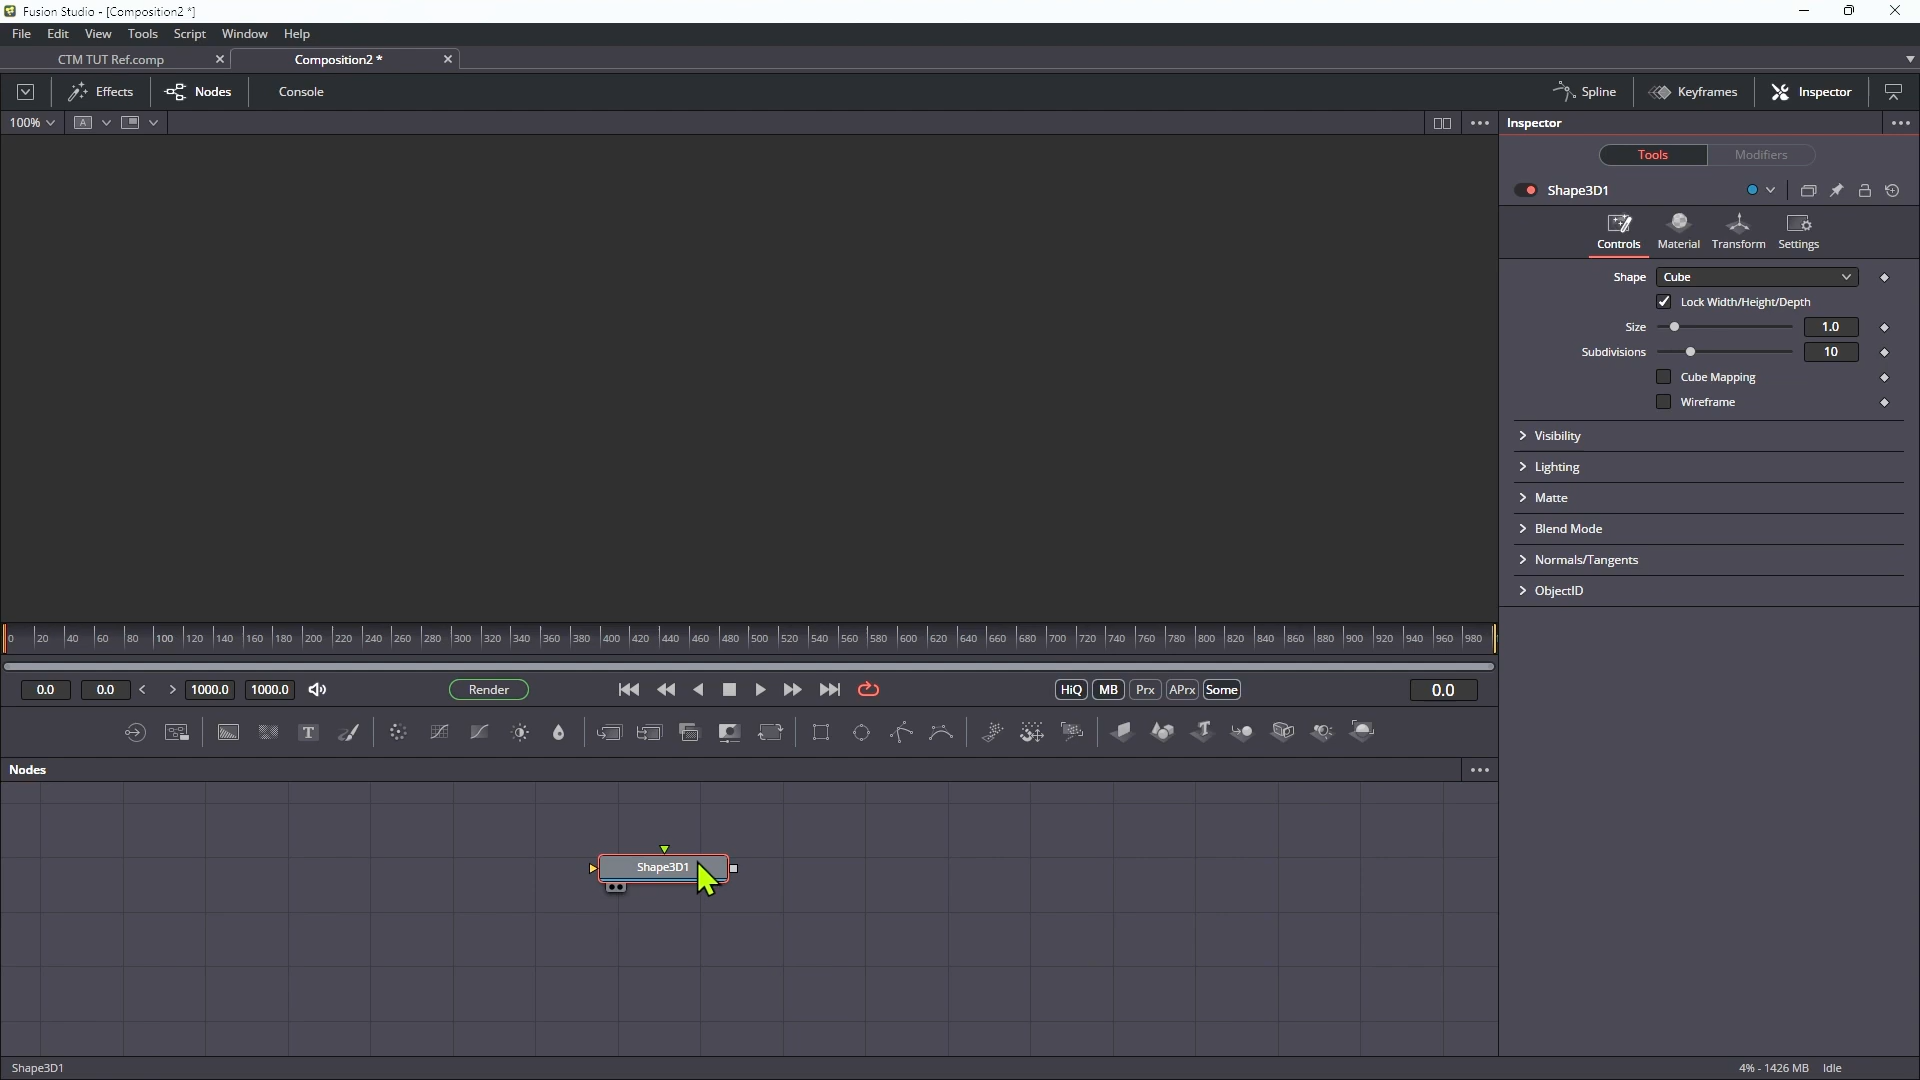 Fusion Studio - [Composition2 *]
File Edit View Tools Script Window Help
CTM TUT Ref.comp Composition2 *
Effects Nodes Console Spline Keyframes Inspector
100% A Inspector
Tools Modifiers
Shape3D1
Controls Material Transform Settings
Shape Cube
Lock Width/Height/Depth
Size 1.0
Subdivisions 10
Cube Mapping
Wireframe
Visibility
Lighting
Matte
Blend Mode
Normals/Tangents
ObjectID
0 20 40 60 80 100 120 140 160 180 200 220 240 260 280 300 320 340 360 380 400 420 440 460 480 500 520 540 560 580 600 620 640 660 680 700 720 740 760 780 800 820 840 860 880 900 920 940 960 980
0.0 0.0 < > 1000.0 1000.0 Render HiQ MB Prx APrx Some 0.0
T T
Nodes
Shape3D1
Shape3D1 4% - 1426 MB Idle